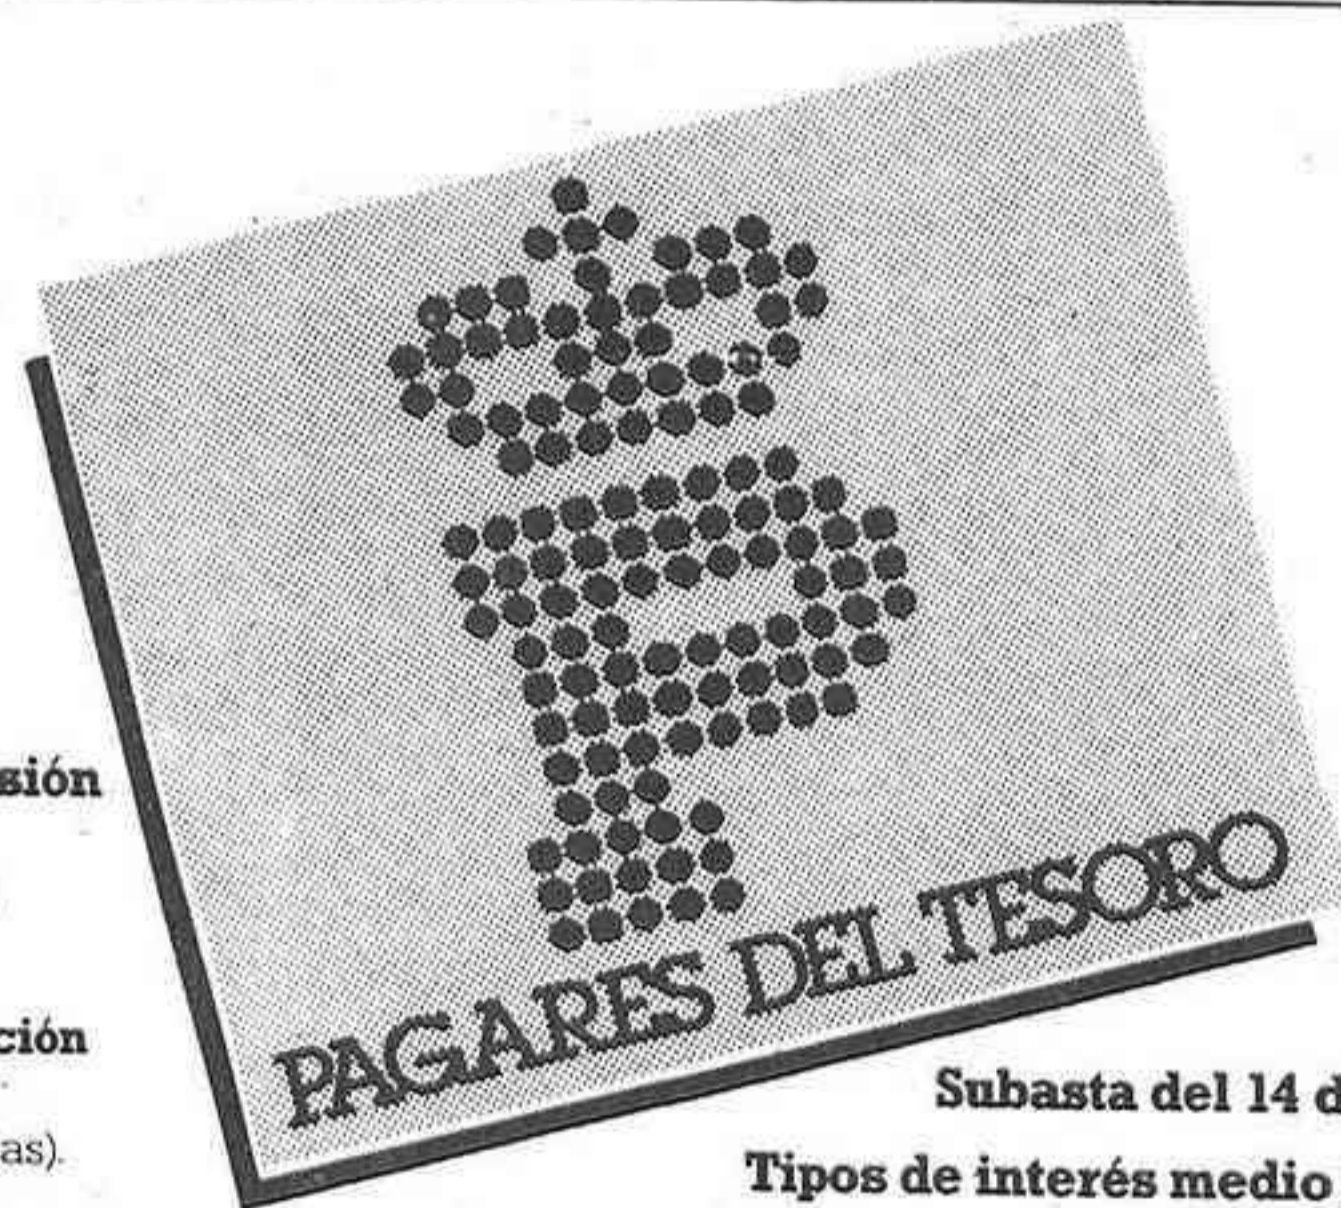 sión
ción
as).
PAGARES DEL TESORO
Subasta del 14 d
Tipos de interés medio